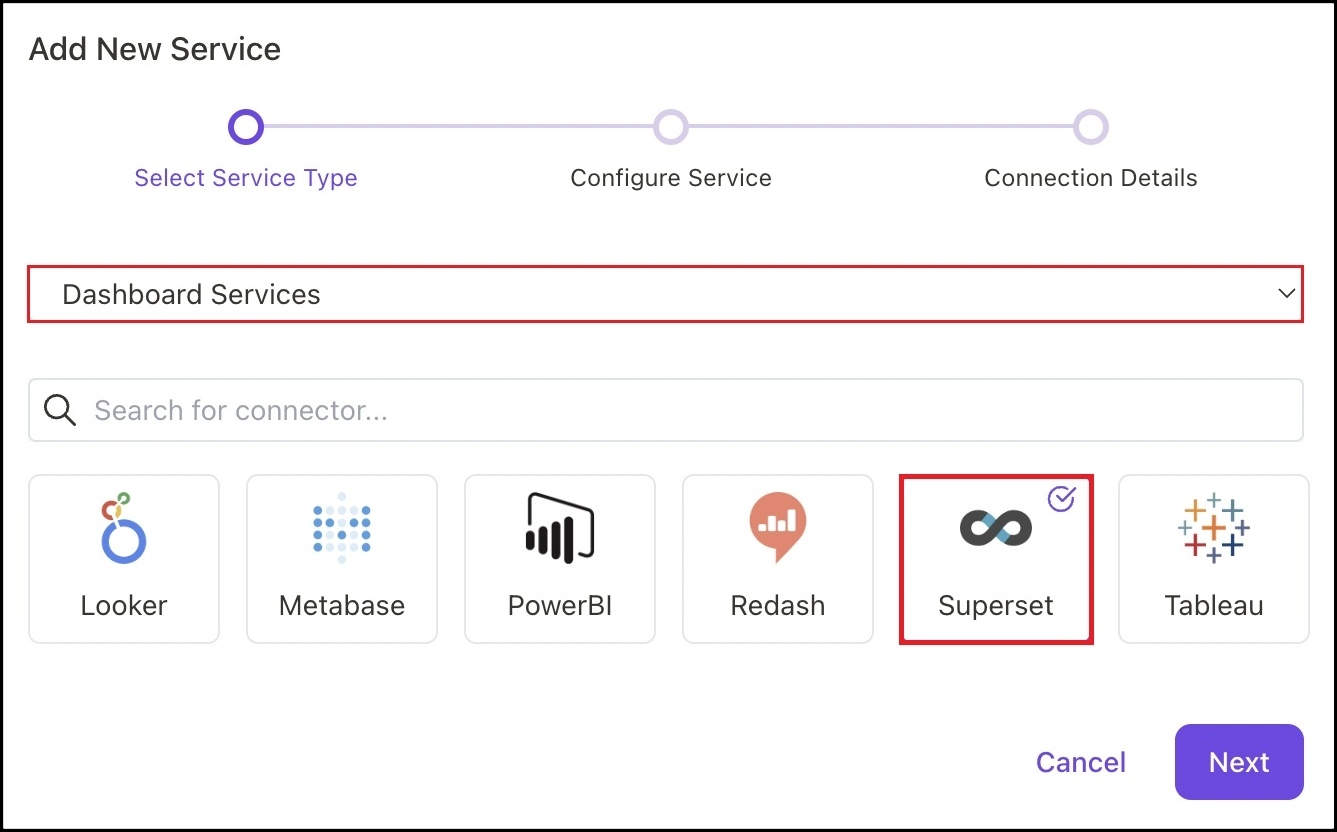 Add New Service
Select Service Type Configure Service Connection Details
Dashboard Services
Search for connector...
Looker Metabase PowerBI Redash Superset Tableau
Cancel Next